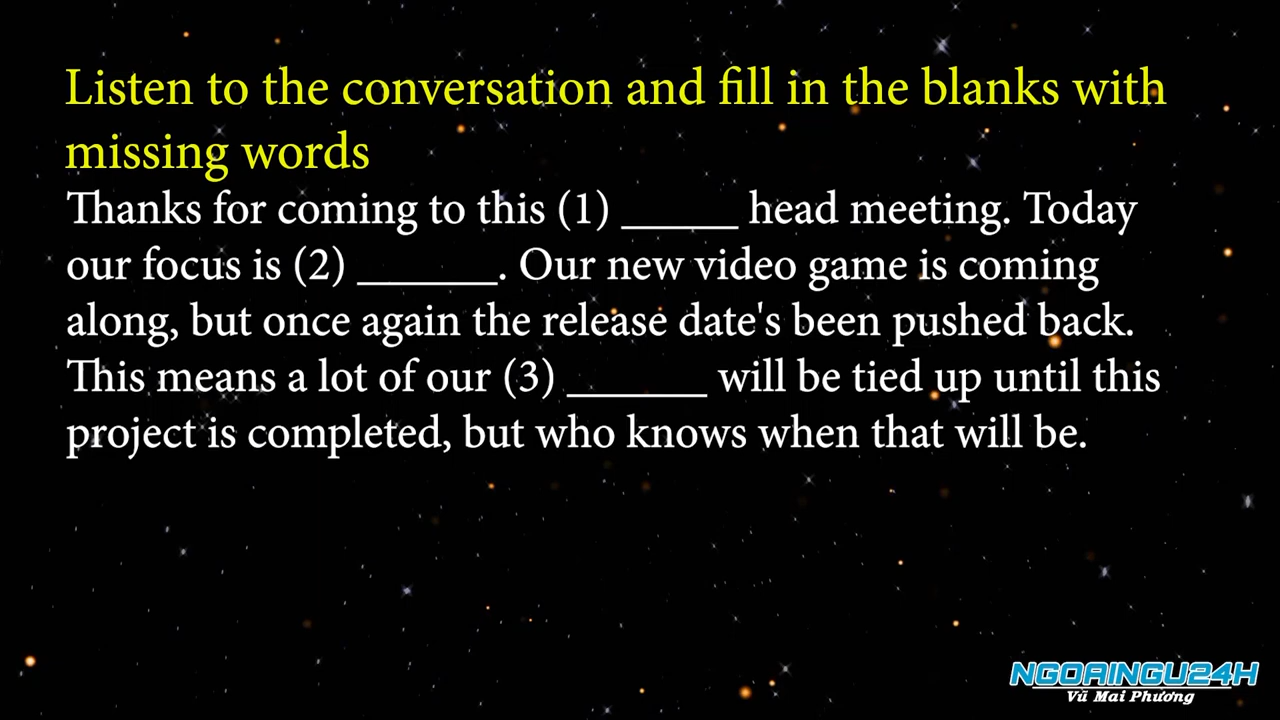 Listen to the conversation and fill in the blanks with
missing words
Thanks for coming to this (1) _____ head meeting. Today
our focus is (2) ______. Our new video game is coming
along, but once again the release date's been pushed back.
This means a lot of our (3) ______ will be tied up until this
project is completed, but who knows when that will be.
NGOAINGU24H
Vũ Mai Phương